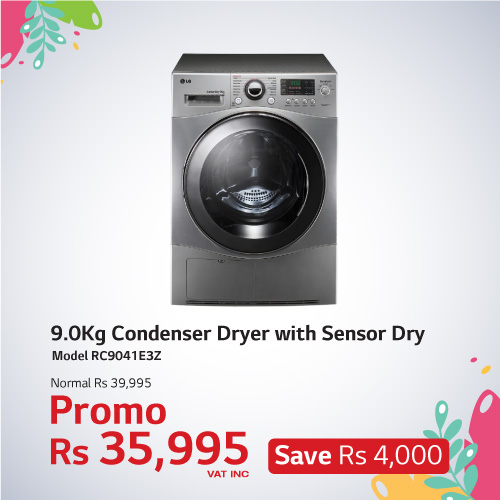 LG
9.0Kg Condenser Dryer with Sensor Dry
Model RC9041E3Z
Normal Rs 39,995
Promo
Rs 35,995
VAT INC
Save Rs 4,000